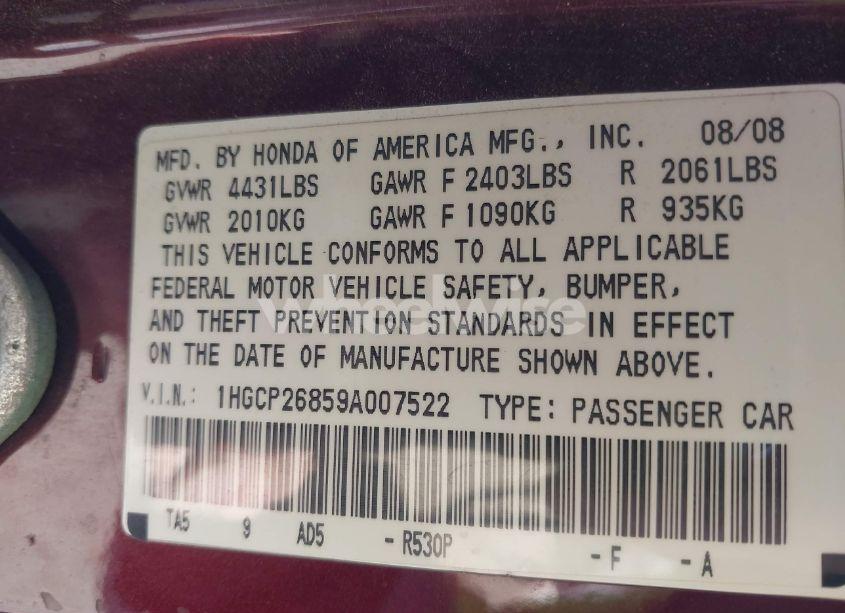 MFD. BY HONDA OF AMERICA MFG., INC. 08/08
GVWR 4431LBS GAWR F 2403LBS R 2061LBS
GVWR 2010KG GAWR F 1090KG R 935KG
THIS VEHICLE CONFORMS TO ALL APPLICABLE
FEDERAL MOTOR VEHICLE SAFETY, BUMPER,
wheelwire
AND THEFT PREVENTION STANDARDS IN EFFECT
ON THE DATE OF MANUFACTURE SHOWN ABOVE.
V.I.N.: 1HGCP26859A007522 TYPE: PASSENGER CAR
TA5 9 AD5 - R530P - F - A